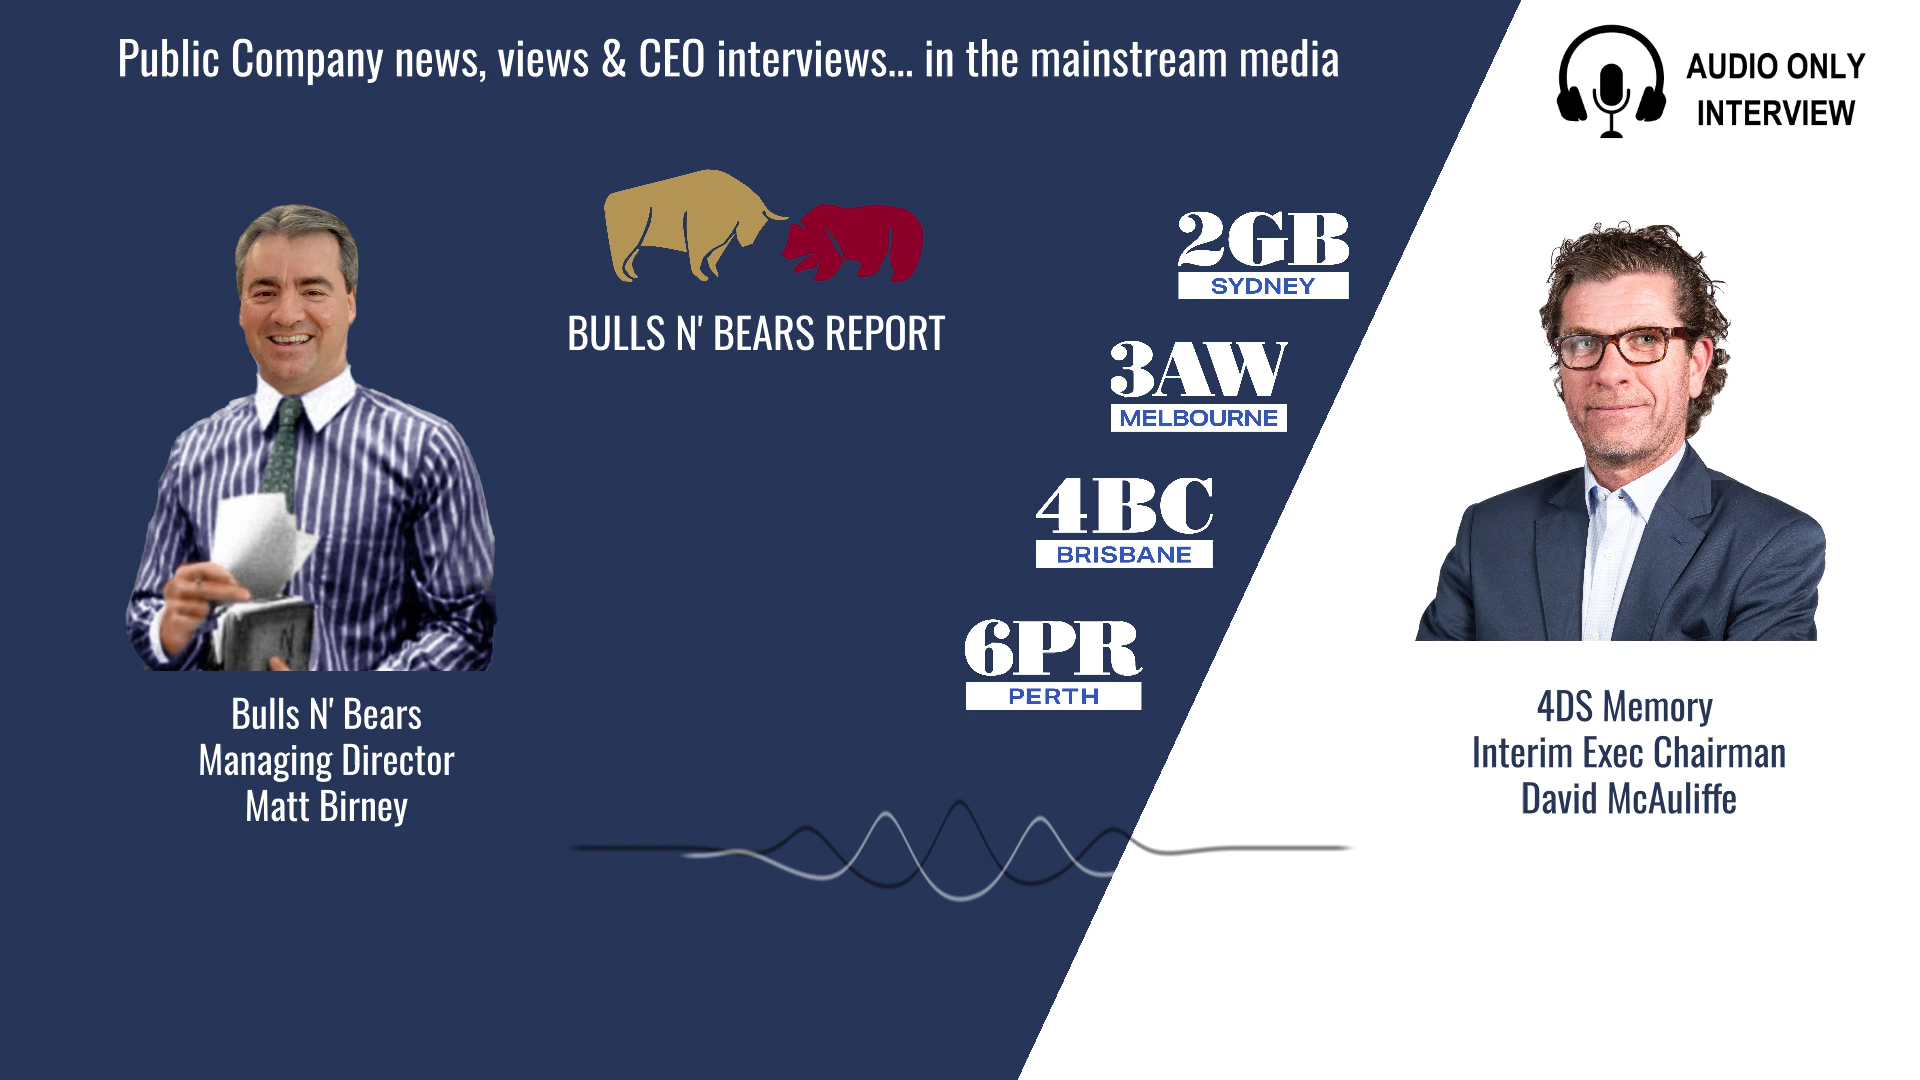 Public Company news, views & CEO interviews... in the mainstream media
AUDIO ONLY
INTERVIEW
BULLS N' BEARS REPORT
2GB
SYDNEY
3AW
MELBOURNE
4BC
BRISBANE
6PR
PERTH
Bulls N' Bears
Managing Director
Matt Birney
4DS Memory
Interim Exec Chairman
David McAuliffe